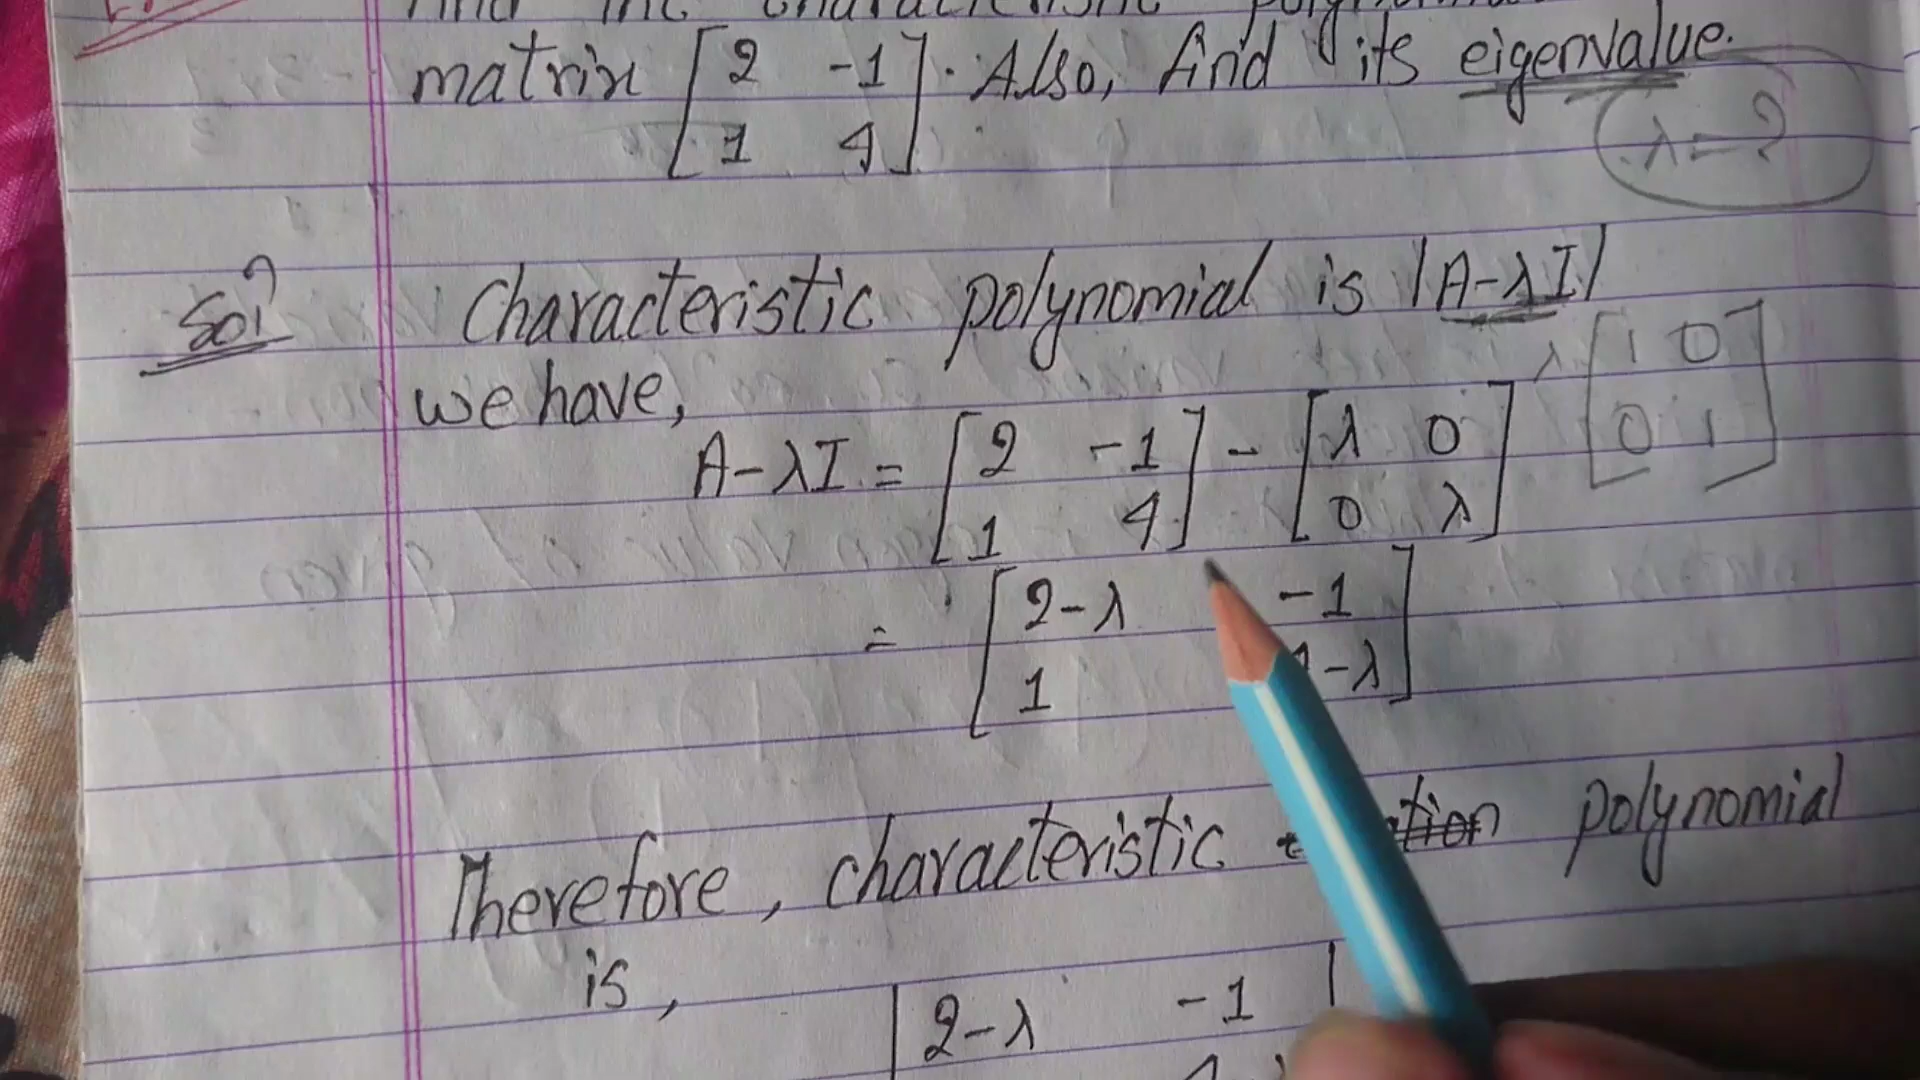 matrix [2 -1
1 4]. Also, find its eigenvalue.
λ=?
Sol?
Characteristic polynomial is |A-λI|
we have,
λ[1 0
0 1]
A-λI = [2 -1
1 4] - [λ 0
0 λ]
= [2-λ -1
1 -λ]
Therefore, characteristic polynomial
is,
|2-λ -1|